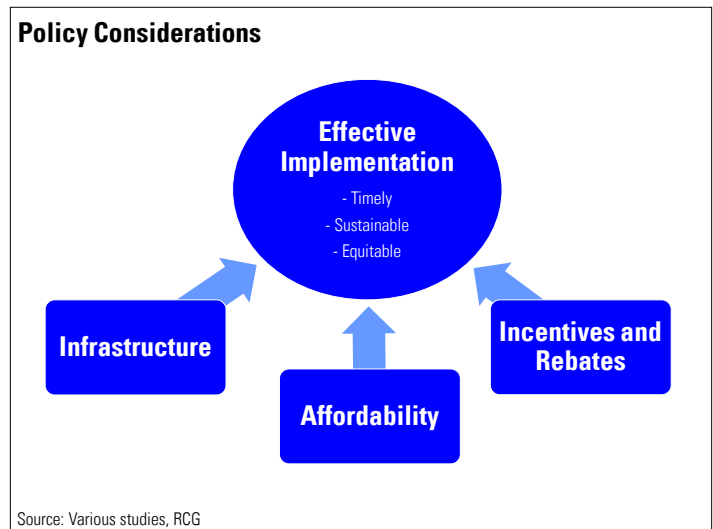 Policy Considerations
Effective
Implementation
- Timely
- Sustainable
- Equitable
Infrastructure
Affordability
Incentives and
Rebates
Source: Various studies, RCG